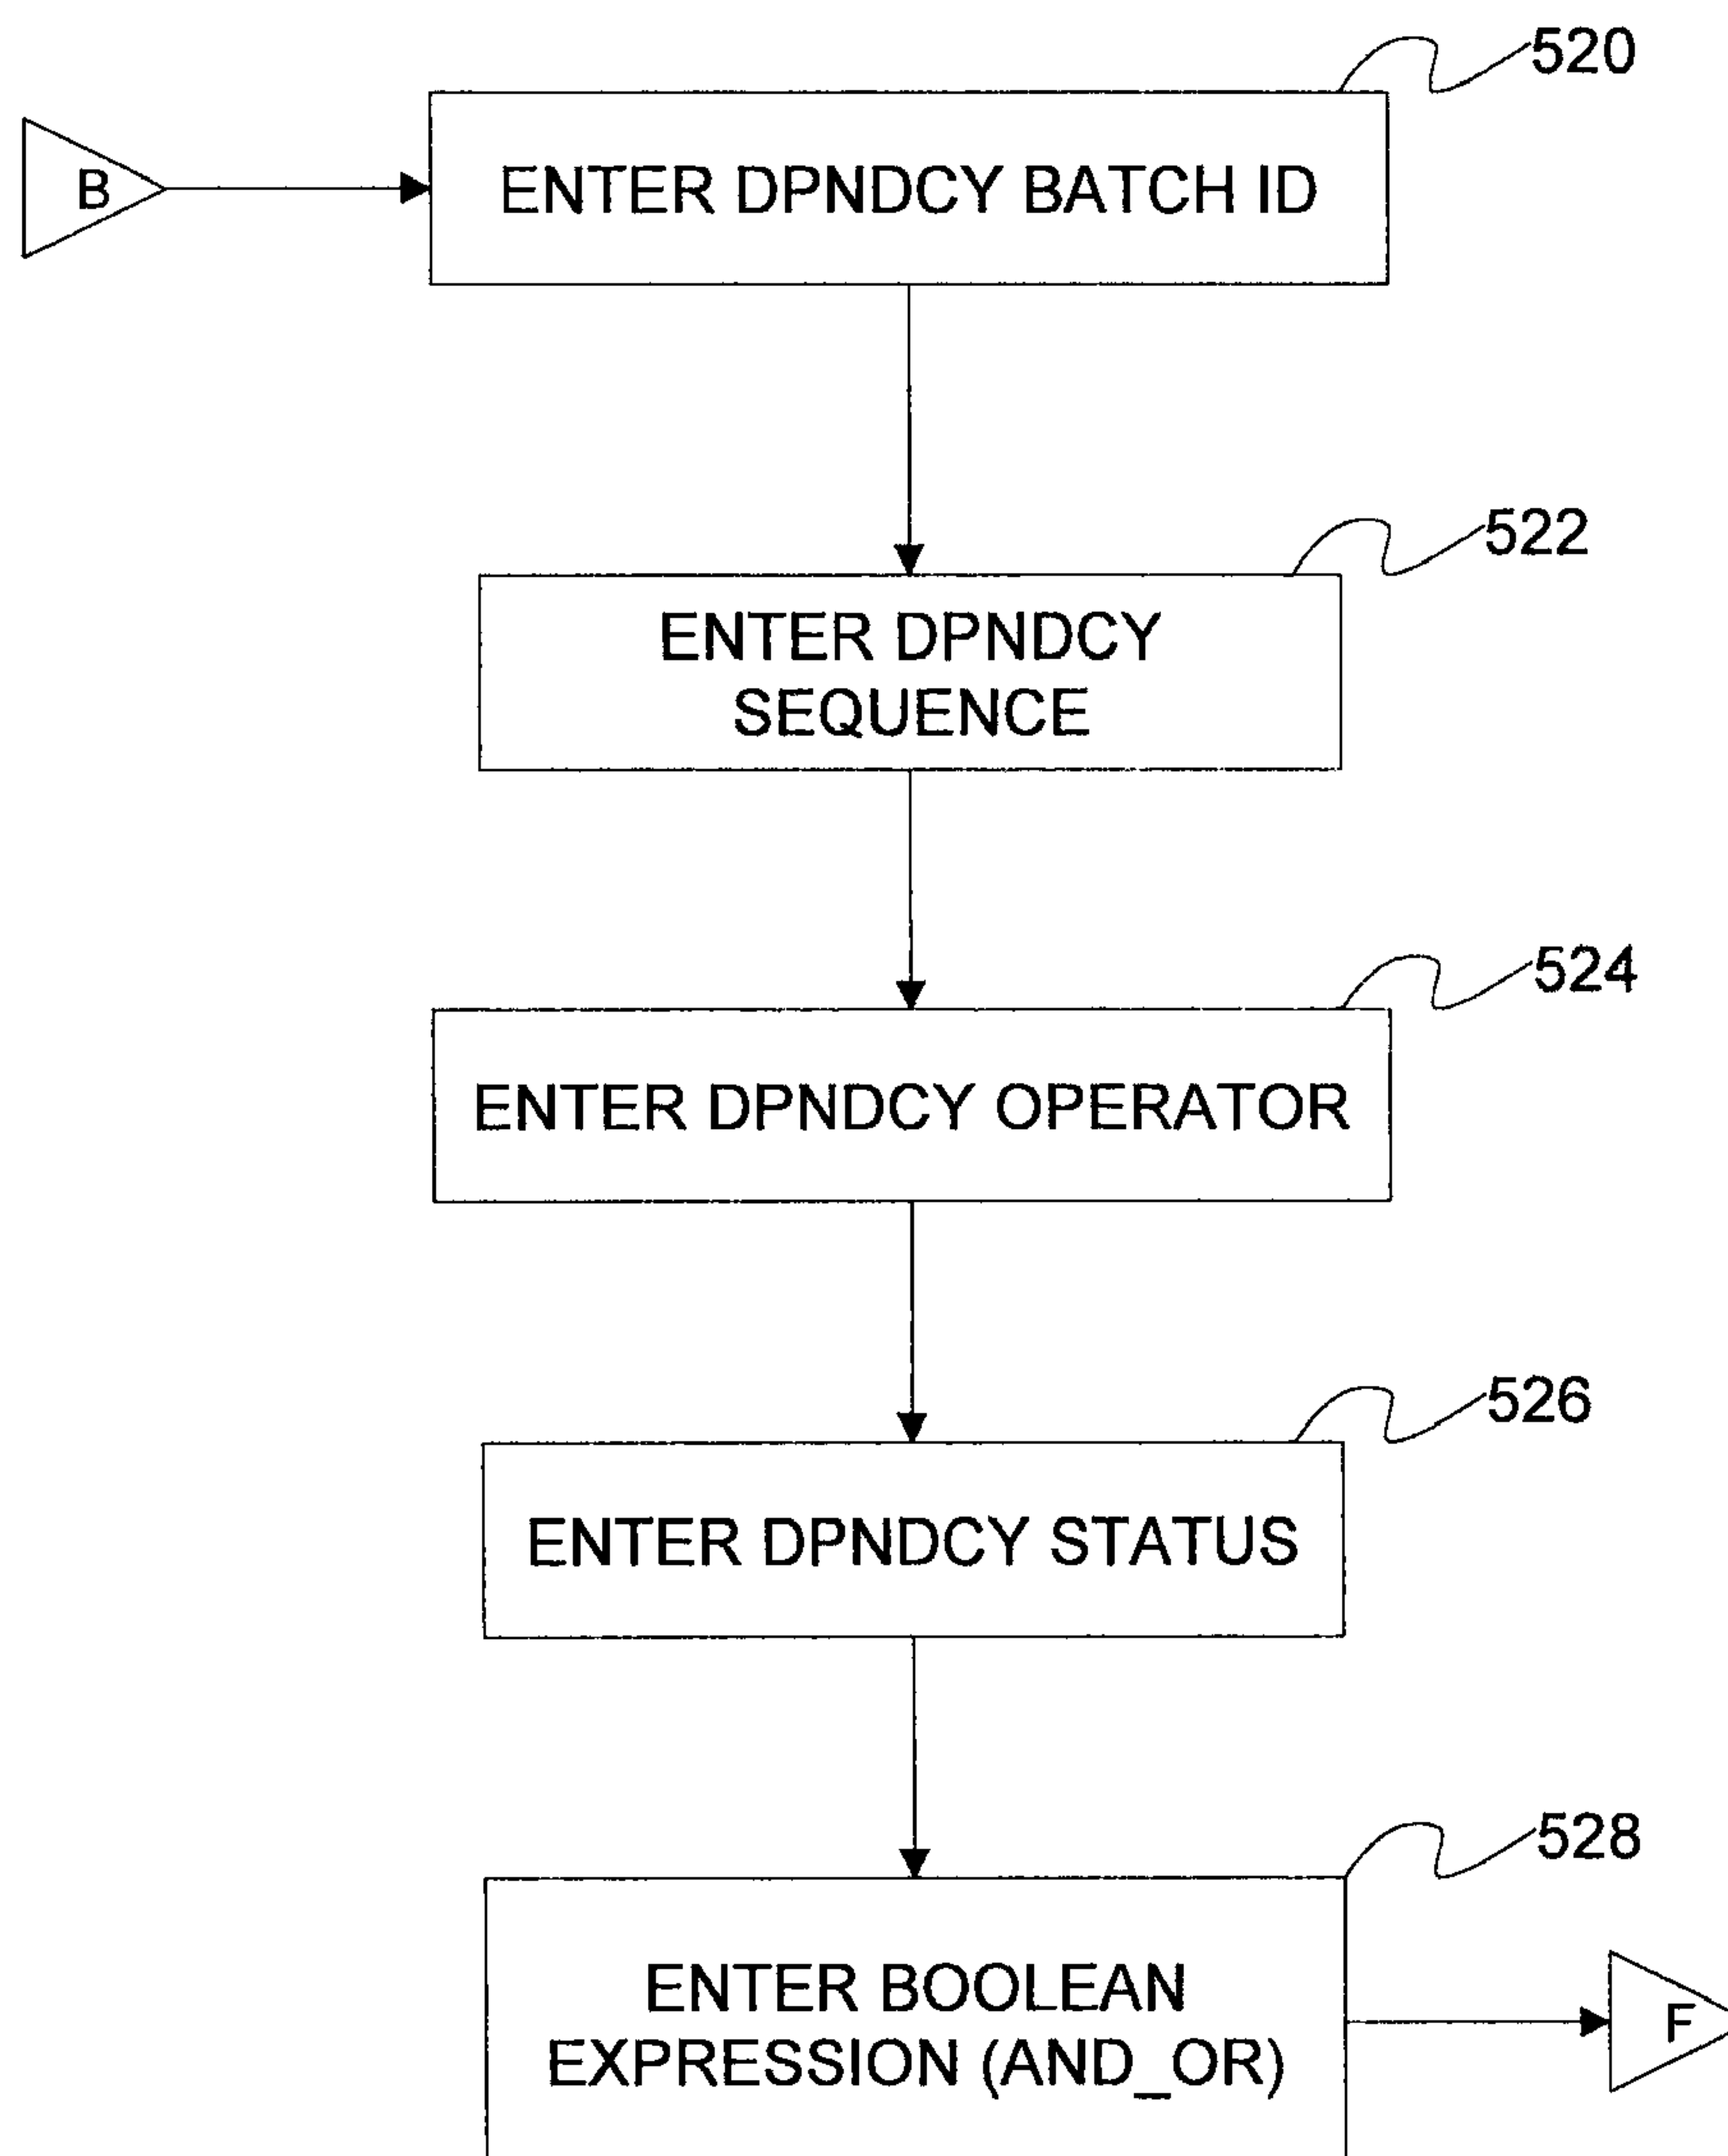 520
B
ENTER DPNDCY BATCH ID
522
ENTER DPNDCY
SEQUENCE
524
ENTER DPNDCY OPERATOR
526
ENTER DPNDCY STATUS
528
ENTER BOOLEAN
EXPRESSION (AND_OR)
F